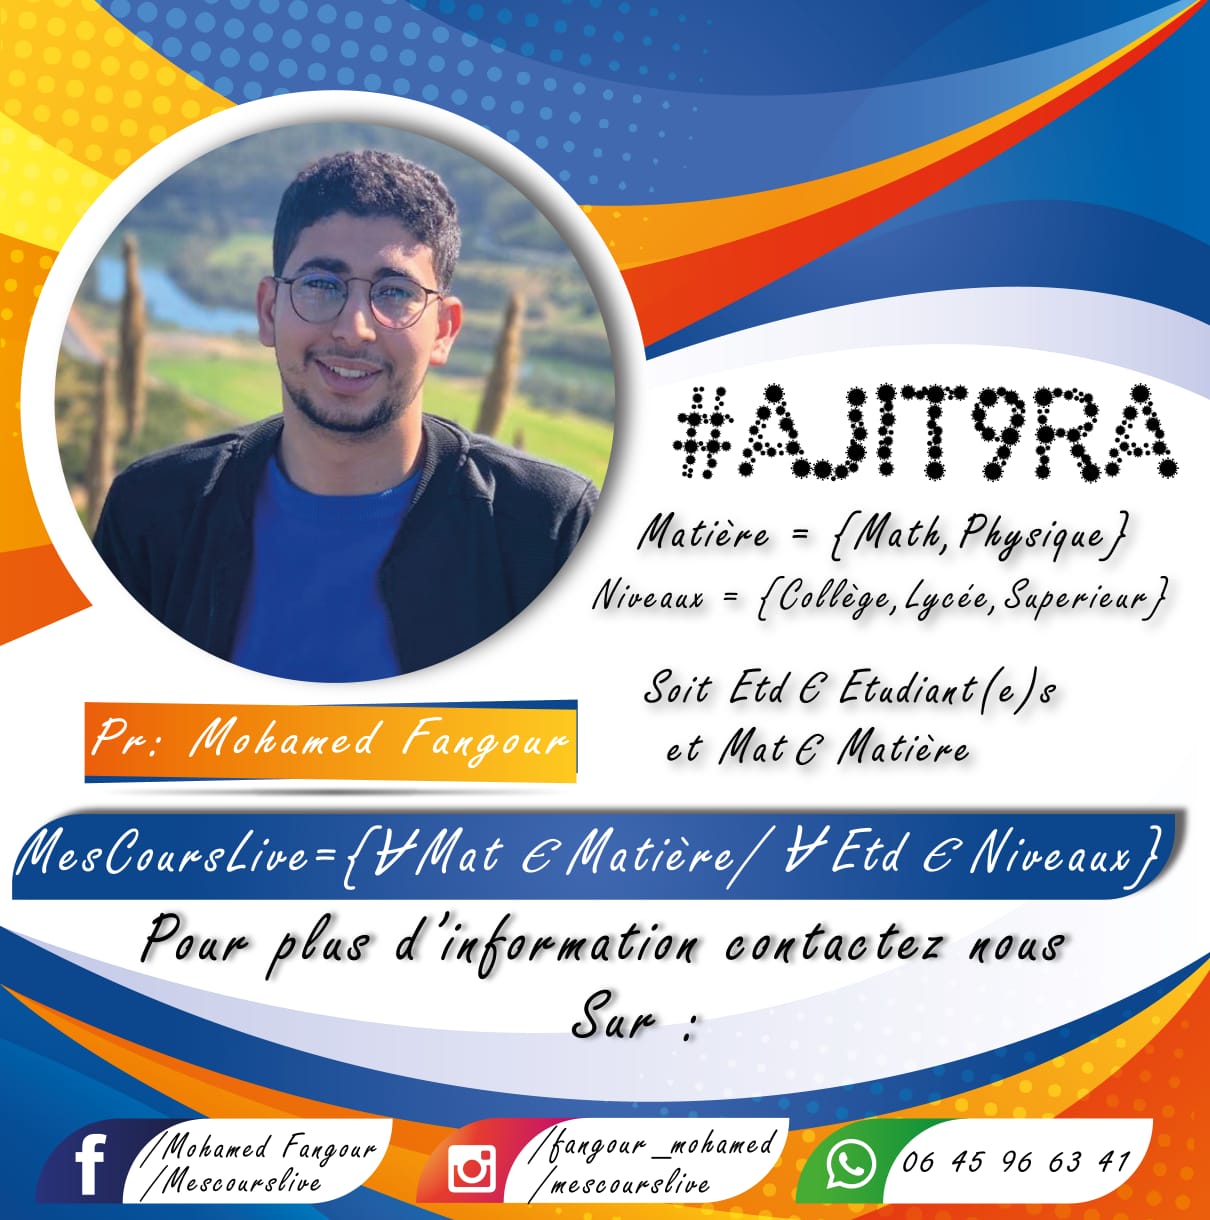 #AJIT9RA
Matière = {Math, Physique}
Niveaux = {Collège, Lycée, Superieur}
Soit Etd ∈ Etudiant(e)s
et Mat ∈ Matière
Pr: Mohamed Fangour
MesCoursLive={∀ Mat ∈ Matière/ ∀ Etd ∈ Niveaux}
Pour plus d'information contactez nous
Sur :
/Mohamed Fangour
/Mescourslive
/fangour_mohamed
/mescourslive
06 45 96 63 41